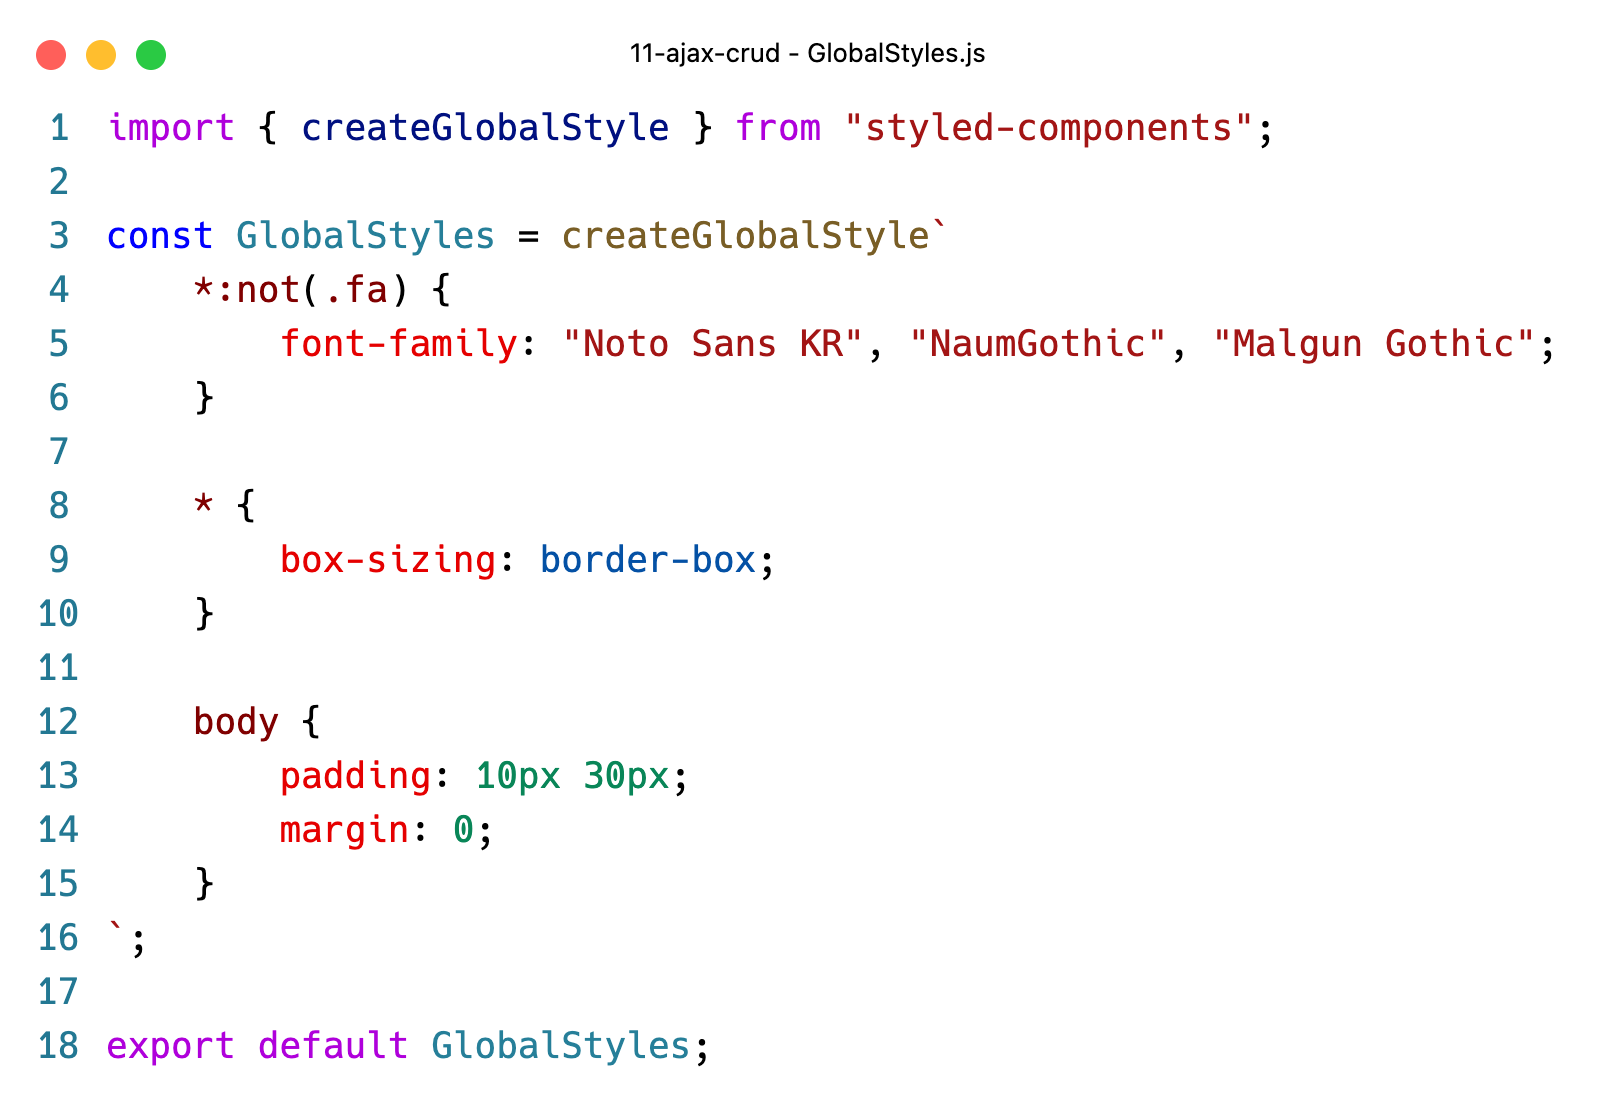 11-ajax-crud - GlobalStyles.js
1 import { createGlobalStyle } from "styled-components";
2
3 const GlobalStyles = createGlobalStyle`
4     *:not(.fa) {
5         font-family: "Noto Sans KR", "NaumGothic", "Malgun Gothic";
6     }
7
8     * {
9         box-sizing: border-box;
10     }
11
12     body {
13         padding: 10px 30px;
14         margin: 0;
15     }
16 `;
17
18 export default GlobalStyles;